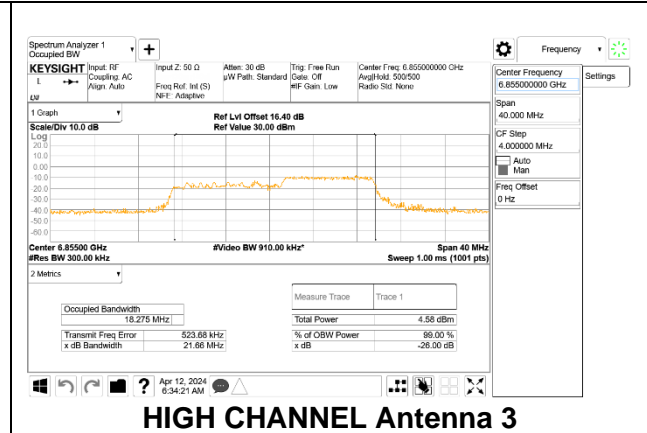 Spectrum Analyzer 1
Occupied BW
+
Frequency
KEYSIGHT
Input: RF
Coupling: AC
Align: Auto
Input Z: 50 Ω
Freq Ref: Int (S)
NFE: Adaptive
Atten: 30 dB
µW Path: Standard
Trig: Free Run
Gate: Off
#IF Gain: Low
Center Freq: 6.855000000 GHz
Avg|Hold: 500/500
Radio Std: None
L
Center Frequency
6.855000000 GHz
Settings
Span
40.000 MHz
CF Step
4.000000 MHz
Auto
Man
Freq Offset
0 Hz
1 Graph
Scale/Div 10.0 dB
Ref Lvl Offset 16.40 dB
Ref Value 30.00 dBm
Log
20.0
10.0
0.00
-10.0
-20.0
-30.0
-40.0
-50.0
-60.0
Center 6.85500 GHz
#Video BW 910.00 kHz*
Span 40 MHz
#Res BW 300.00 kHz
Sweep 1.00 ms (1001 pts)
2 Metrics
Measure Trace Trace 1
Occupied Bandwidth
18.275 MHz
Total Power 4.58 dBm
Transmit Freq Error 523.68 kHz
% of OBW Power 99.00 %
x dB Bandwidth 21.66 MHz
x dB -26.00 dB
?
Apr 12, 2024
6:34:21 AM
HIGH CHANNEL Antenna 3